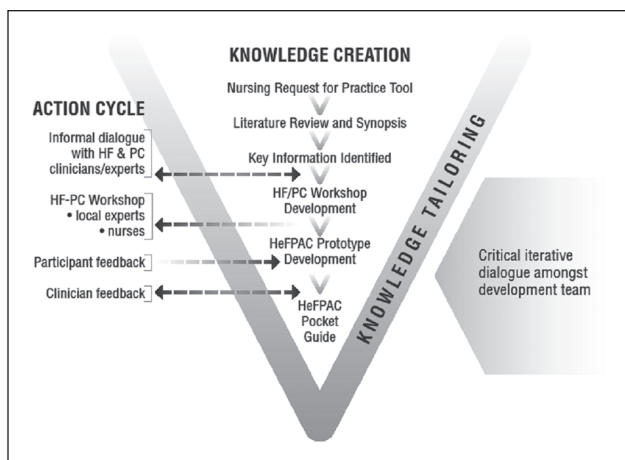 KNOWLEDGE CREATION
Nursing Request for Practice Tool
Literature Review and Synopsis
Key Information Identified
HF/PC Workshop
Development
HeFPAC Prototype
Development
HeFPAC
Pocket
Guide
ACTION CYCLE
Informal dialogue
with HF & PC
clinicians/experts
HF-PC Workshop
• local experts
• nurses
Participant feedback
Clinician feedback
KNOWLEDGE TAILORING
Critical iterative
dialogue amongst
development team